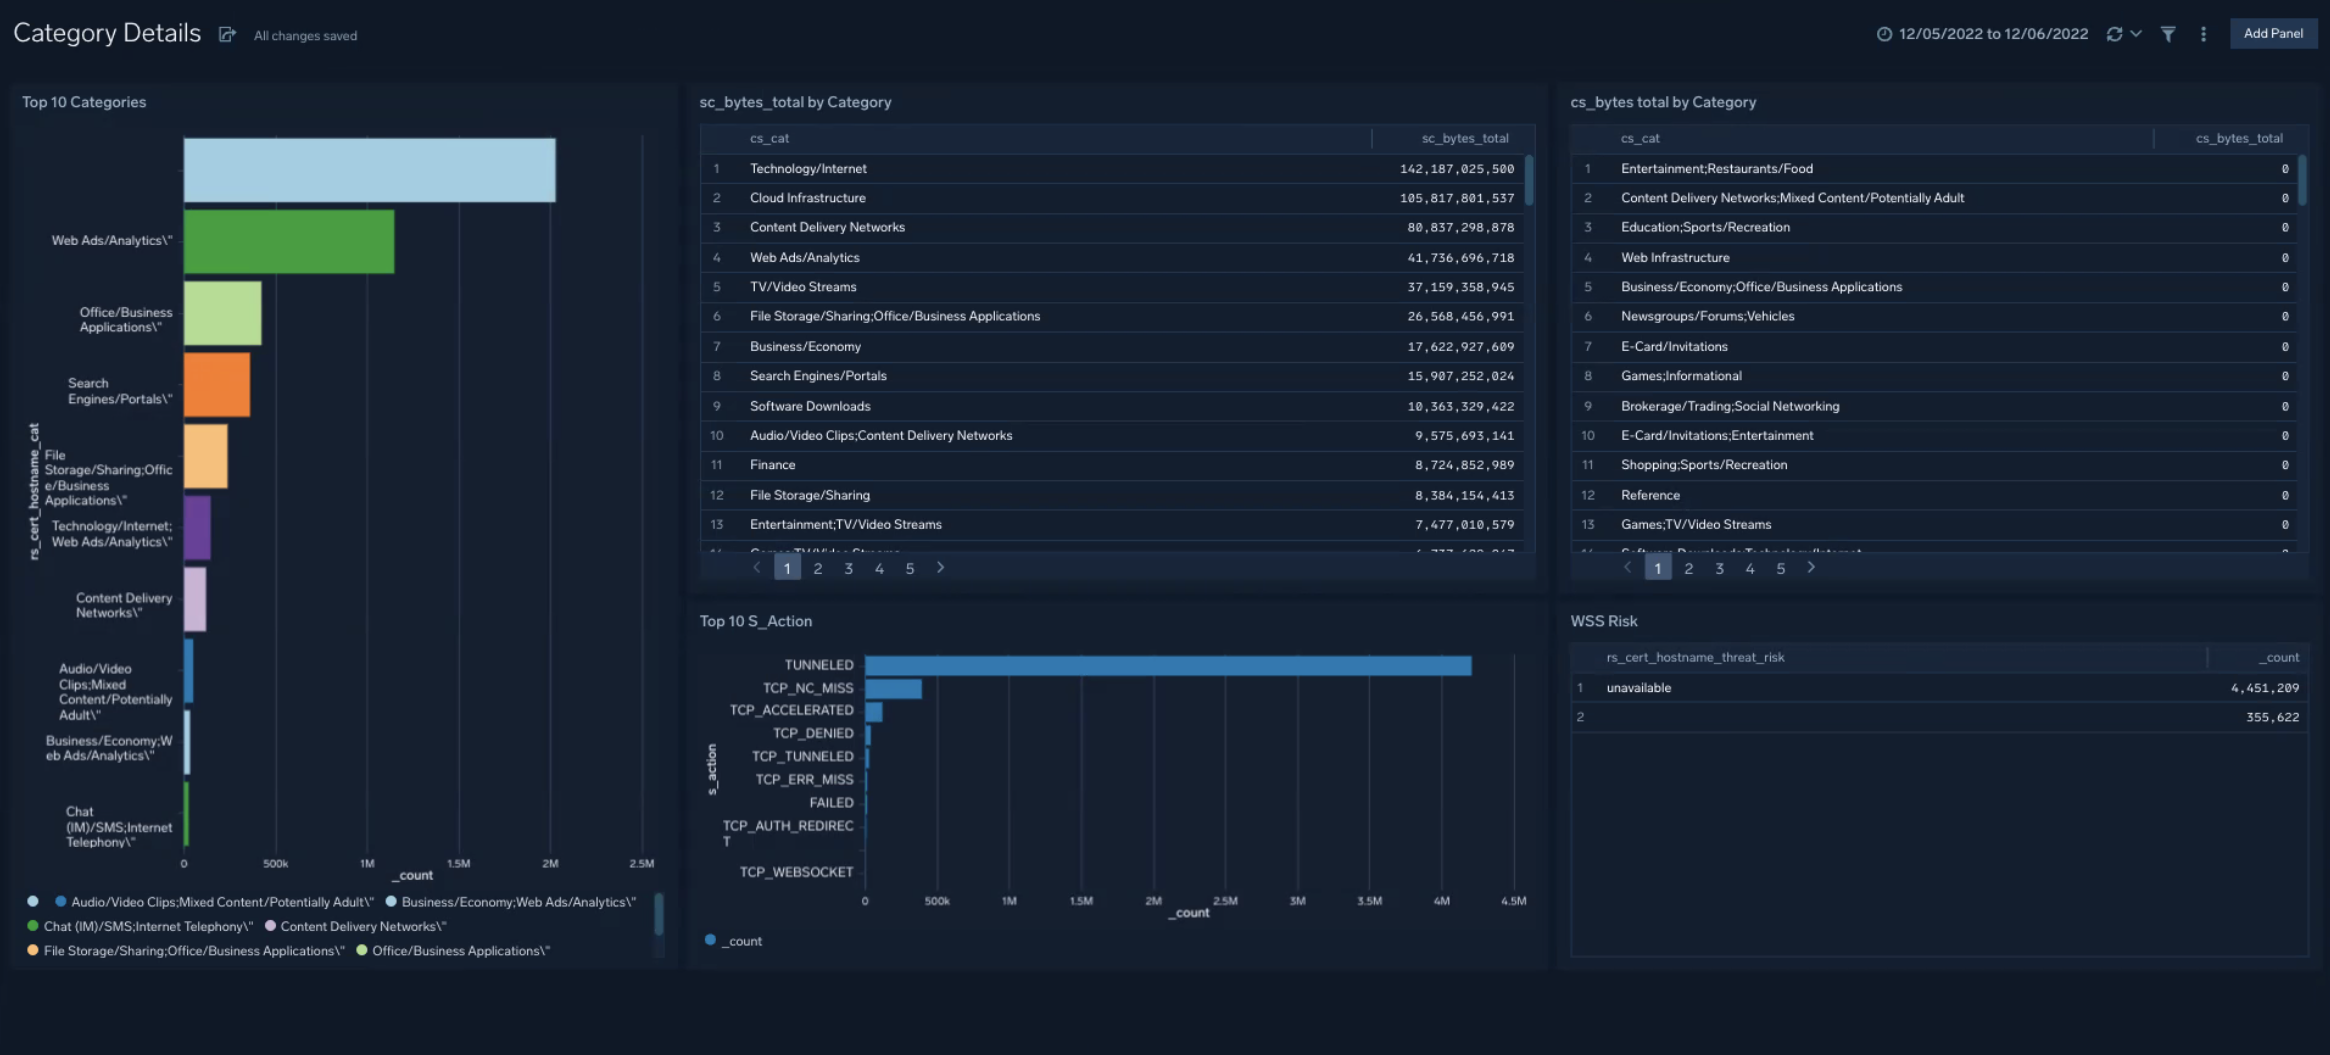 Category Details
All changes saved
12/05/2022 to 12/06/2022
Add Panel
Top 10 Categories
rs_cert_hostname_cat
Web Ads/Analytics\"
Office/Business
Applications\"
Search
Engines/Portals\"
File
Storage/Sharing;Offic
e/Business
Applications\"
Technology/Internet;
Web Ads/Analytics\"
Content Delivery
Networks\"
Audio/Video
Clips;Mixed
Content/Potentially
Adult\"
Business/Economy;W
eb Ads/Analytics\"
Chat
(IM)/SMS;Internet
Telephony\"
0 500k 1M 1.5M 2M 2.5M
_count
Audio/Video Clips;Mixed Content/Potentially Adult\" Business/Economy;Web Ads/Analytics\"
Chat (IM)/SMS;Internet Telephony\" Content Delivery Networks\"
File Storage/Sharing;Office/Business Applications\" Office/Business Applications\"
sc_bytes_total by Category
cs_cat sc_bytes_total
1 Technology/Internet 142,187,025,500
2 Cloud Infrastructure 105,817,801,537
3 Content Delivery Networks 80,837,298,878
4 Web Ads/Analytics 41,736,696,718
5 TV/Video Streams 37,159,358,945
6 File Storage/Sharing;Office/Business Applications 26,568,456,991
7 Business/Economy 17,622,927,609
8 Search Engines/Portals 15,907,252,024
9 Software Downloads 10,363,329,422
10 Audio/Video Clips;Content Delivery Networks 9,575,693,141
11 Finance 8,724,852,989
12 File Storage/Sharing 8,384,154,413
13 Entertainment;TV/Video Streams 7,477,010,579
1 2 3 4 5
cs_bytes total by Category
cs_cat cs_bytes_total
1 Entertainment;Restaurants/Food 0
2 Content Delivery Networks;Mixed Content/Potentially Adult 0
3 Education;Sports/Recreation 0
4 Web Infrastructure 0
5 Business/Economy;Office/Business Applications 0
6 Newsgroups/Forums;Vehicles 0
7 E-Card/Invitations 0
8 Games;Informational 0
9 Brokerage/Trading;Social Networking 0
10 E-Card/Invitations;Entertainment 0
11 Shopping;Sports/Recreation 0
12 Reference 0
13 Games;TV/Video Streams 0
1 2 3 4 5
Top 10 S_Action
s_action
TUNNELED
TCP_NC_MISS
TCP_ACCELERATED
TCP_DENIED
TCP_TUNNELED
TCP_ERR_MISS
FAILED
TCP_AUTH_REDIREC
T
TCP_WEBSOCKET
0 500k 1M 1.5M 2M 2.5M 3M 3.5M 4M 4.5M
_count
_count
WSS Risk
rs_cert_hostname_threat_risk _count
1 unavailable 4,451,209
2 355,622